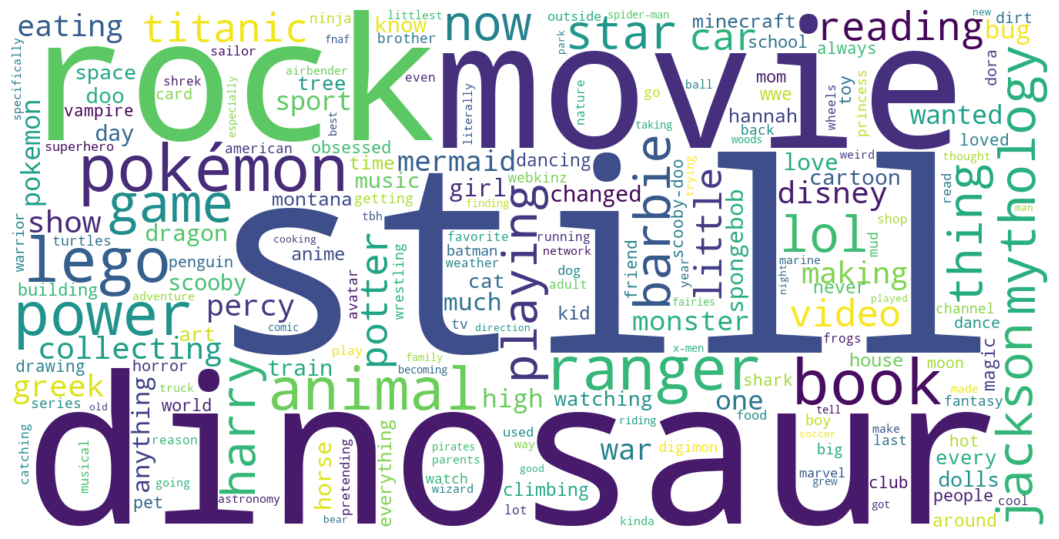 eating
titanic
ninja
littlest
outside
spider-man
minecraft
reading
new
dirt
specifically
rock
movie
sailor
fnaf
know
brother
now
star
car
park
school
always
bug
space
shrek
airbender
even
tree
nature
ball
mom
dora
doo
card
especially
sport
literally
go
wwe
toy
wheels
princess
vampire
best
taking
hannah
back
wanted
day
woods
loved
superhero
american
obsessed
mermaid
dancing
love
weird
thought
pokemon
pokémon
time
music
webkinz
barbie
scooby-doo
trying
cartoon
read
mythology
getting
girl
finding
changed
little
disney
show
montana
game
still
playing
spongebob
shop
man
thing
warrior
turtles
dragon
tbh
potter
favorite
running
lol
mud
lego
penguin
cooking
batman
network
friend
year
marine
anime
weather
wrestling
cat
dog
adult
making
building
scooby
adventure
avatar
much
kid
fairies
night
never
played
power
percy
art
comic
tv
direction
monster
video
channel
dance
collecting
play
family
x-men
frogs
magic
jackson
drawing
horror
train
becoming
ranger
house
moon
greek
truck
harry
animal
high
watching
shark
one
book
made
fantasy
series
old
world
riding
food
tell
anything
dinosaur
everything
used
way
war
digimon
boy
soccer
make
last
hot
catching
musical
reason
horse
pretending
pirates
parents
watch
good
big
every
going
pet
astronomy
wizard
climbing
marvel
grew
club
got
dolls
people
cool
bear
lot
kinda
around